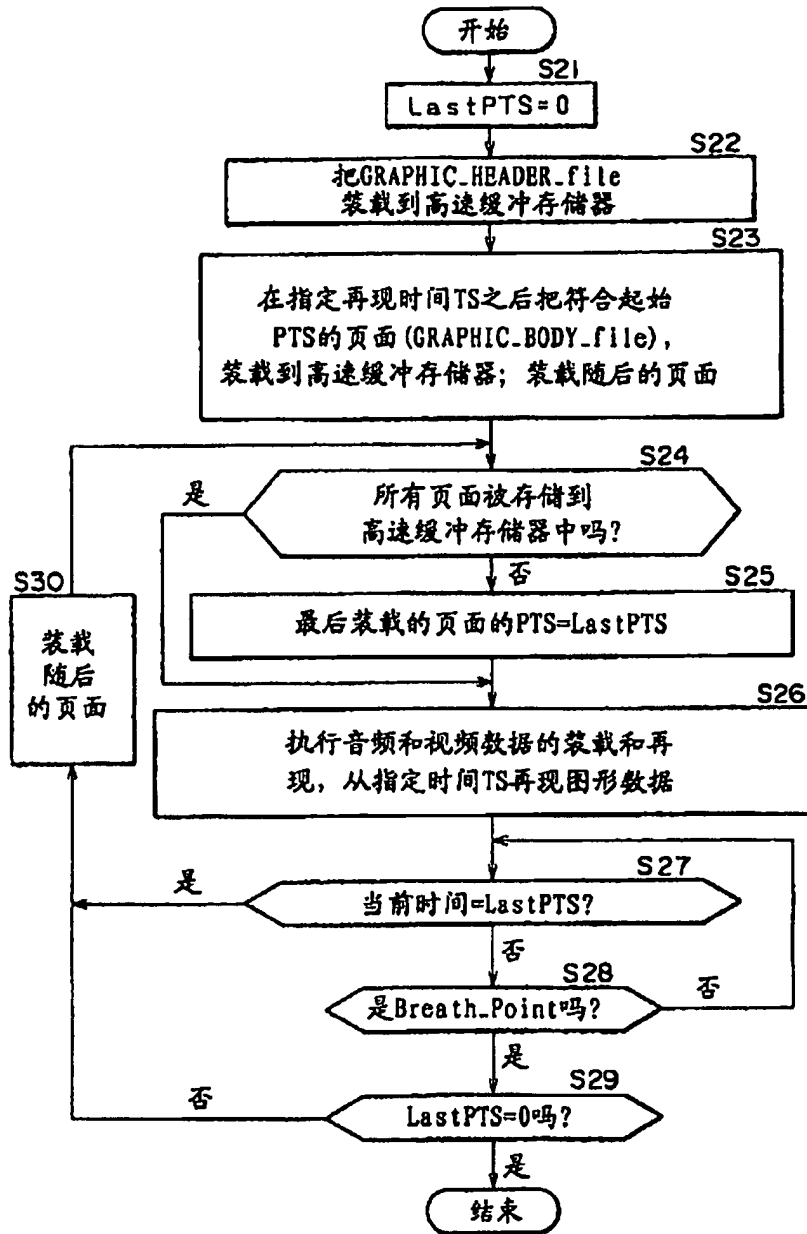 开始
S21
LastPTS=0
S22
把GRAPHIC_HEADER_file
装载到高速缓冲存储器
S23
在指定再现时间TS之后把符合起始
PTS的页面(GRAPHIC_BODY_file),
装载到高速缓冲存储器；装载随后的页面
S24
是
所有页面被存储到
高速缓冲存储器中吗?
否
S30
装载
随后
的页面
S25
最后装载的页面的PTS=LastPTS
S26
执行音频和视频数据的装载和再
现，从指定时间TS再现图形数据
S27
是
当前时间=LastPTS?
否
S28
是Breath_Point吗?
否
是
S29
否
LastPTS=0吗?
是
结束